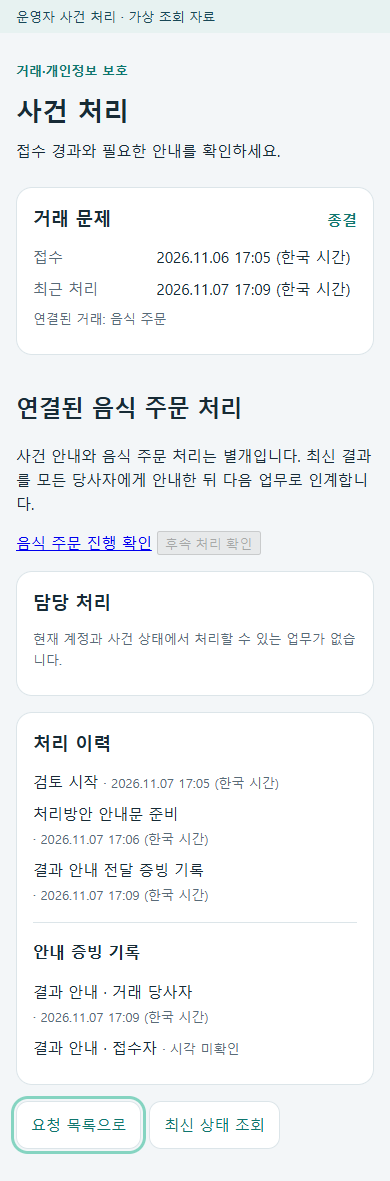 운영자 사건 처리 · 가상 조회 자료
거래·개인정보 보호
사건 처리
접수 경과와 필요한 안내를 확인하세요.
거래 문제 종결
접수 2026.11.06 17:05 (한국 시간)
최근 처리 2026.11.07 17:09 (한국 시간)
연결된 거래: 음식 주문
연결된 음식 주문 처리
사건 안내와 음식 주문 처리는 별개입니다. 최신 결과
를 모든 당사자에게 안내한 뒤 다음 업무로 인계합니
다.
음식 주문 진행 확인 후속 처리 확인
담당 처리
현재 계정과 사건 상태에서 처리할 수 있는 업무가 없습
니다.
처리 이력
검토 시작 · 2026.11.07 17:05 (한국 시간)
처리방안 안내문 준비
· 2026.11.07 17:06 (한국 시간)
결과 안내 전달 증빙 기록
· 2026.11.07 17:09 (한국 시간)
안내 증빙 기록
결과 안내 · 거래 당사자
· 2026.11.07 17:09 (한국 시간)
결과 안내 · 접수자 · 시각 미확인
요청 목록으로 최신 상태 조회